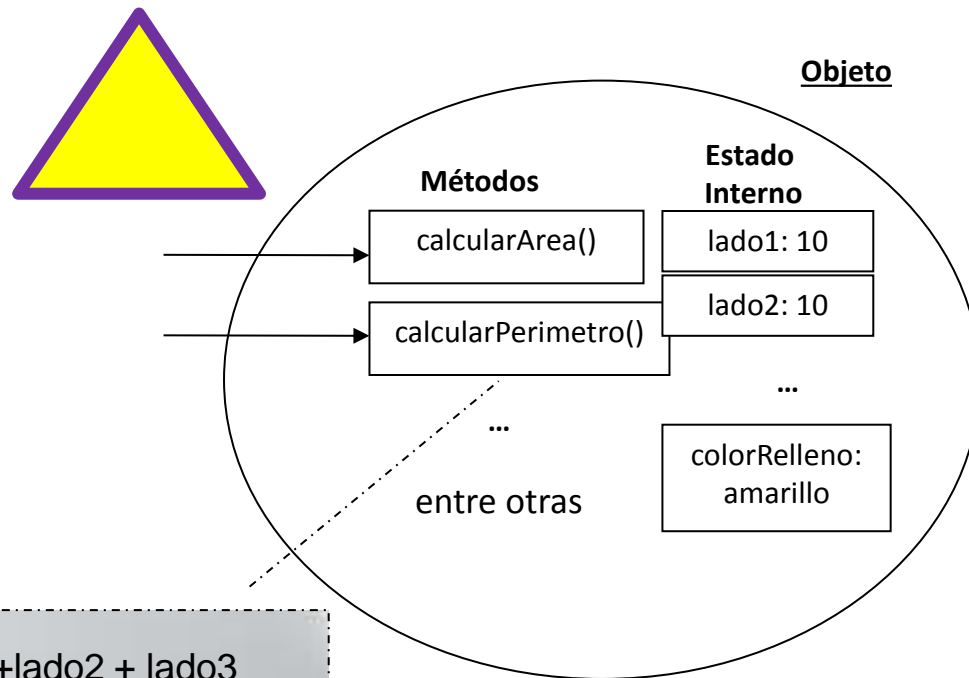 Objeto
Métodos
Estado
Interno
calcularArea()
lado1: 10
calcularPerimetro()
lado2: 10
...
...
entre otras
colorRelleno:
amarillo
+lado2 + lado3